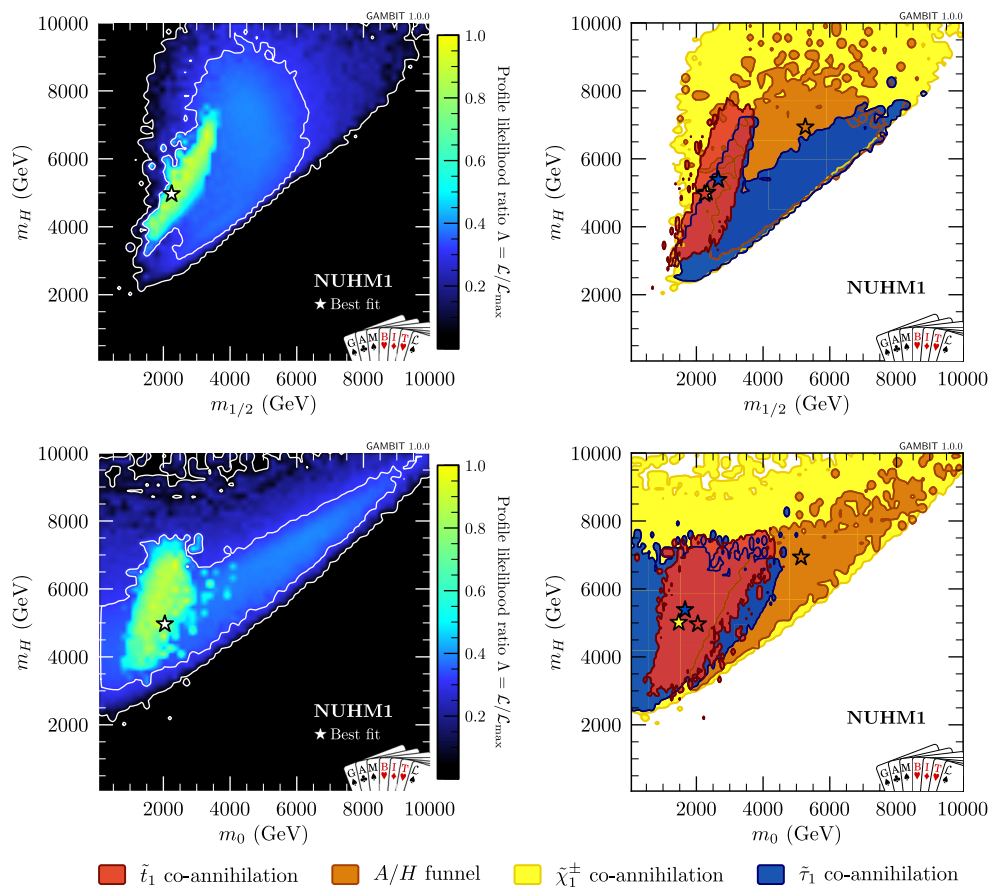 GAMBIT 1.0.0
10000
8000
6000
4000
2000
m_H (GeV)
2000 4000 6000 8000 10000
m_{1/2} (GeV)
NUHM1
Best fit
G A M B I T
1.0
0.8
0.6
0.4
0.2
Profile likelihood ratio Λ = ℒ/ℒ_max
GAMBIT 1.0.0
10000
8000
6000
4000
2000
m_H (GeV)
2000 4000 6000 8000 10000
m_{1/2} (GeV)
NUHM1
G A M B I T
GAMBIT 1.0.0
10000
8000
6000
4000
2000
m_H (GeV)
2000 4000 6000 8000 10000
m_0 (GeV)
NUHM1
Best fit
G A M B I T
1.0
0.8
0.6
0.4
0.2
Profile likelihood ratio Λ = ℒ/ℒ_max
GAMBIT 1.0.0
10000
8000
6000
4000
2000
m_H (GeV)
2000 4000 6000 8000 10000
m_0 (GeV)
NUHM1
G A M B I T
t̃₁ co-annihilation A/H funnel χ̃₁^± co-annihilation τ̃₁ co-annihilation